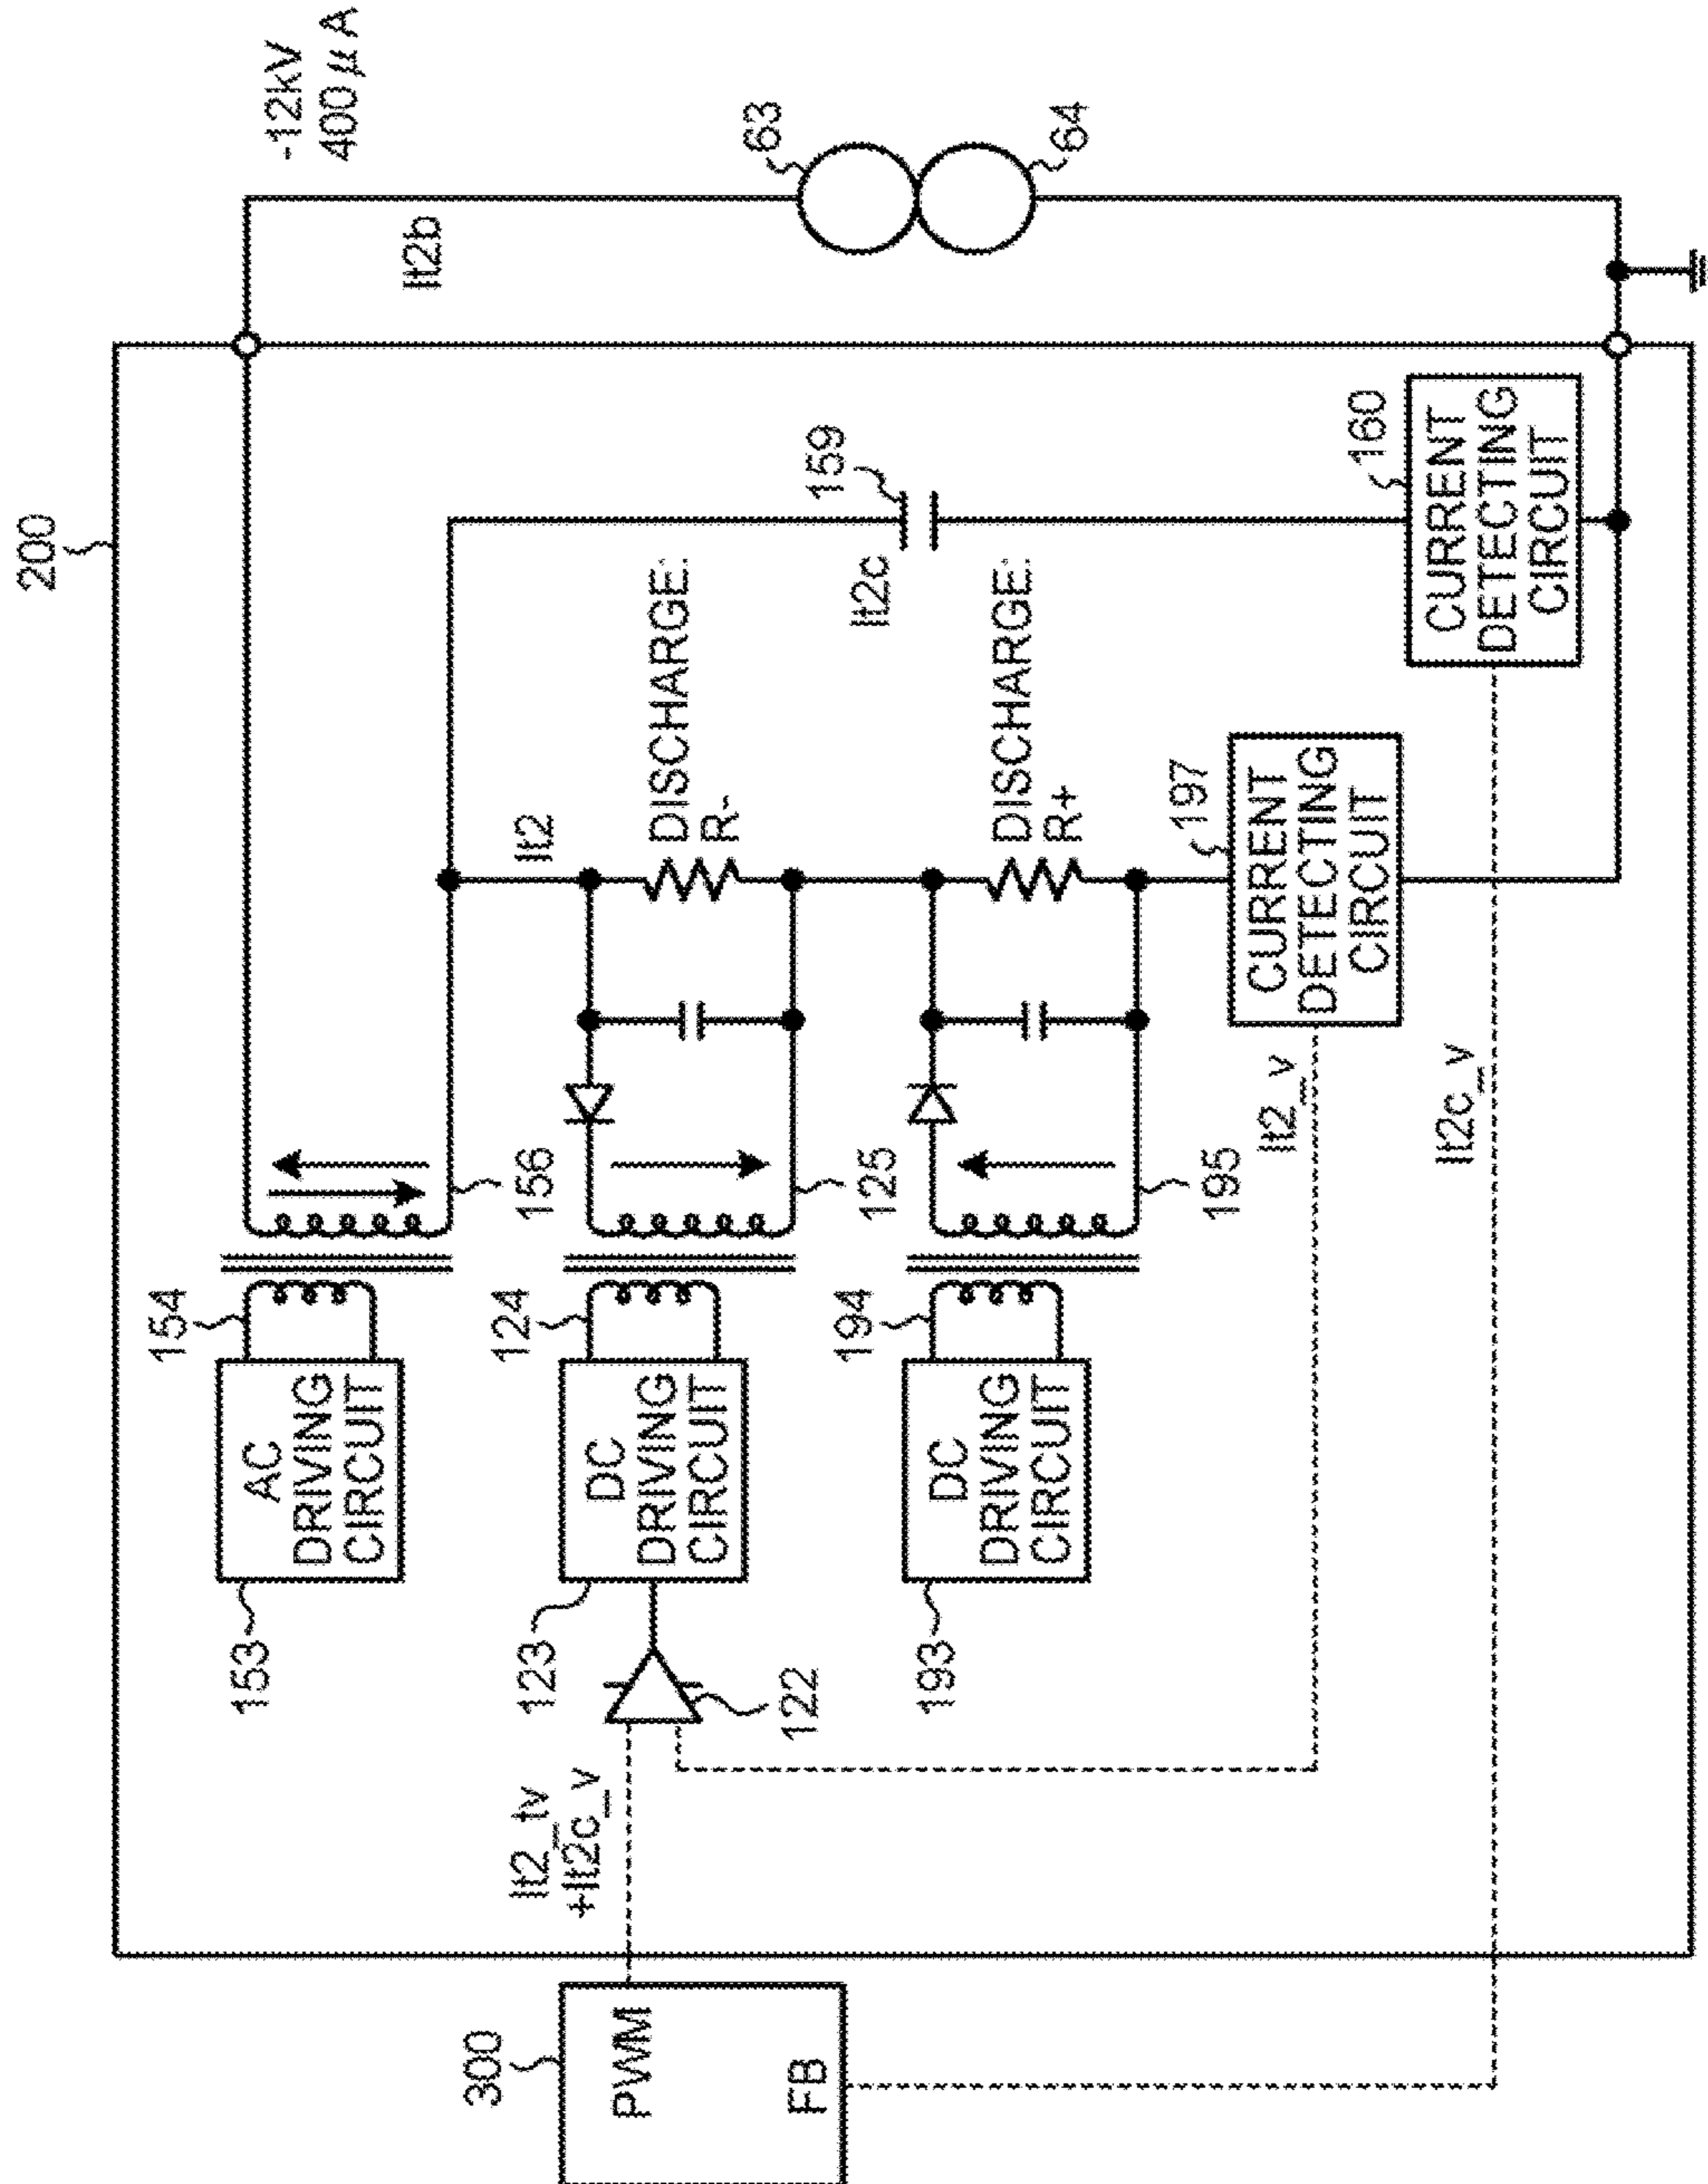 200
-12kV
400 μ A
It2b
63
64
154
156
AC
DRIVING
CIRCUIT
153
It2
DISCHARGE:
R-
159
It2c
300
PWM
FB
It2_tv
+It2c_v
122
123
DC
DRIVING
CIRCUIT
124
125
DISCHARGE:
R+
193
DC
DRIVING
CIRCUIT
194
195
197
CURRENT
DETECTING
CIRCUIT
160
CURRENT
DETECTING
CIRCUIT
It2_v
It2c_v